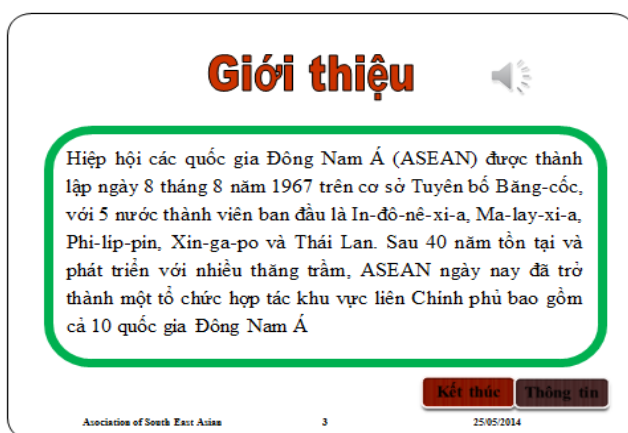 Giới thiệu
Hiệp hội các quốc gia Đông Nam Á (ASEAN) được thành
lập ngày 8 tháng 8 năm 1967 trên cơ sở Tuyên bố Băng-cốc,
với 5 nước thành viên ban đầu là In-đô-nê-xi-a, Ma-lay-xi-a,
Phi-lip-pin, Xin-ga-po và Thái Lan. Sau 40 năm tồn tại và
phát triển với nhiều thăng trầm, ASEAN ngày nay đã trở
thành một tổ chức hợp tác khu vực liên Chính phủ bao gồm
cả 10 quốc gia Đông Nam Á
Kết thúc Thông tin
Asociation of South East Asian 3 25/05/2014